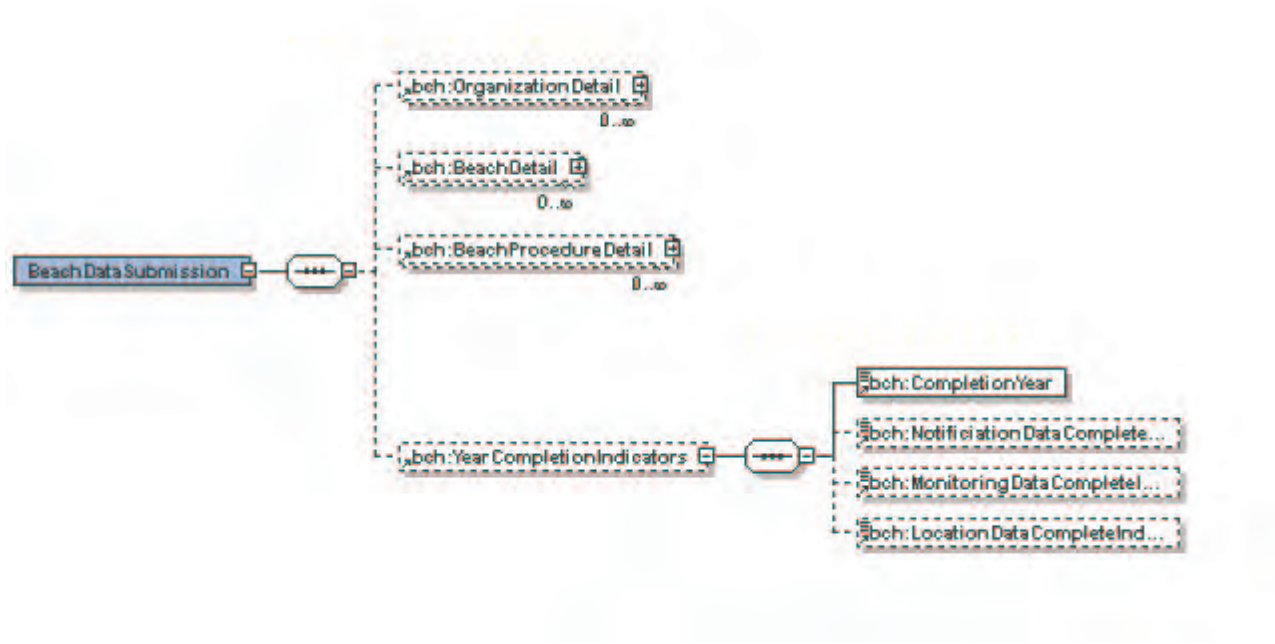 bch:OrganizationDetail
0..∞
bch:BeachDetail
0..∞
bch:BeachProcedureDetail
0..∞
BeachDataSubmission
bch:CompletionYear
bch:NotificiationDataComplete...
bch:YearCompletionIndicators
bch:MonitoringDataCompleteI...
bch:LocationDataCompleteInd...